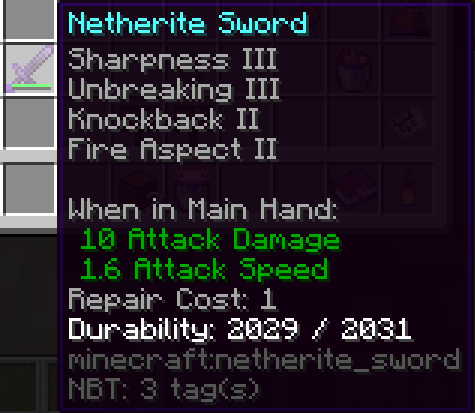 Netherite Sword
Sharpness III
Unbreaking III
Knockback II
Fire Aspect II
When in Main Hand:
10 Attack Damage
1.6 Attack Speed
Repair Cost: 1
Durability: 2029 / 2031
minecraft:netherite_sword
NBT: 3 tag(s)